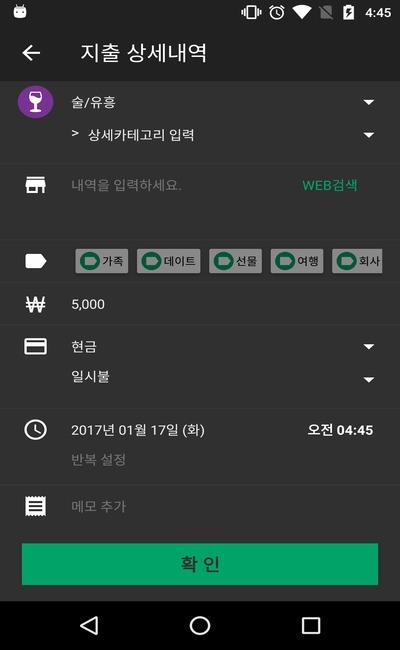 4:45
지출 상세내역
술/유흥
> 상세카테고리 입력
내역을 입력하세요. WEB검색
가족 데이트 선물 여행 회사
₩ 5,000
현금
일시불
2017년 01월 17일 (화) 오전 04:45
반복 설정
메모 추가
확 인